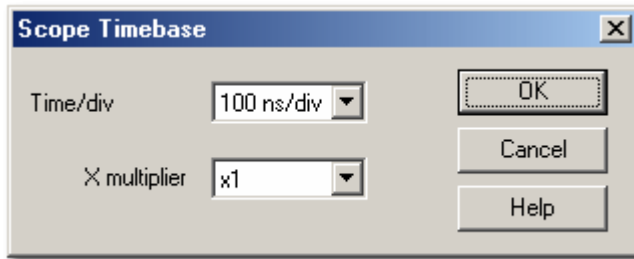 Scope Timebase
Time/div 100 ns/div OK
Cancel
X multiplier x1
Help